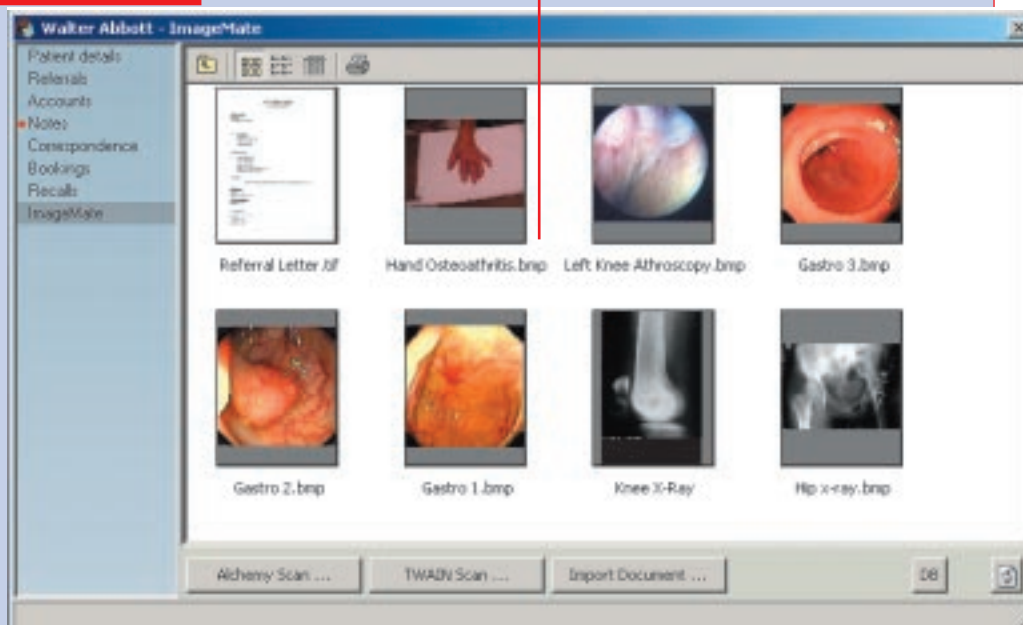 Walter Abbott - ImageMate
Patient details
Referrals
Accounts
Notes
Correspondence
Bookings
Recalls
ImageMate
Referral Letter.tif
Hand Osteoathritis.bmp
Left Knee Athroscopy.bmp
Gastro 3.bmp
Gastro 2.bmp
Gastro 1.bmp
Knee X-Ray
Hip x-ray.bmp
Alchemy Scan ...
TWAIN Scan ...
Import Document ...
DB